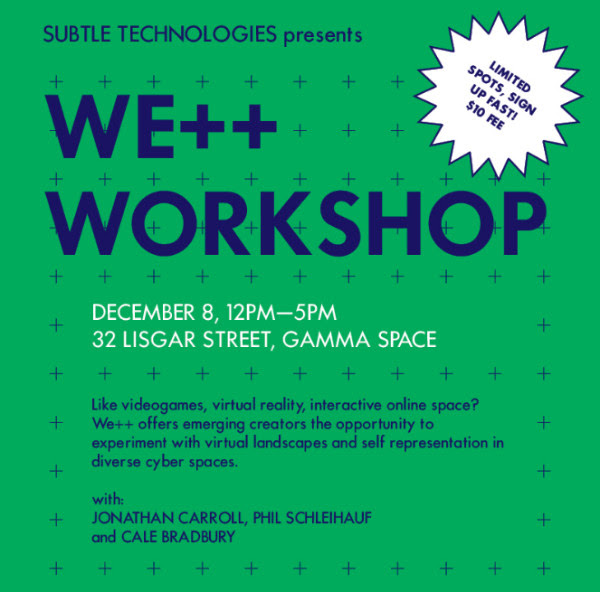 SUBTLE TECHNOLOGIES presents
LIMITED
SPOTS, SIGN
UP FAST!
$10 FEE
WE++
WORKSHOP
DECEMBER 8, 12PM—5PM
32 LISGAR STREET, GAMMA SPACE
Like videogames, virtual reality, interactive online space?
We++ offers emerging creators the opportunity to
experiment with virtual landscapes and self representation in
diverse cyber spaces.
with:
JONATHAN CARROLL, PHIL SCHLEIHAUF
and CALE BRADBURY